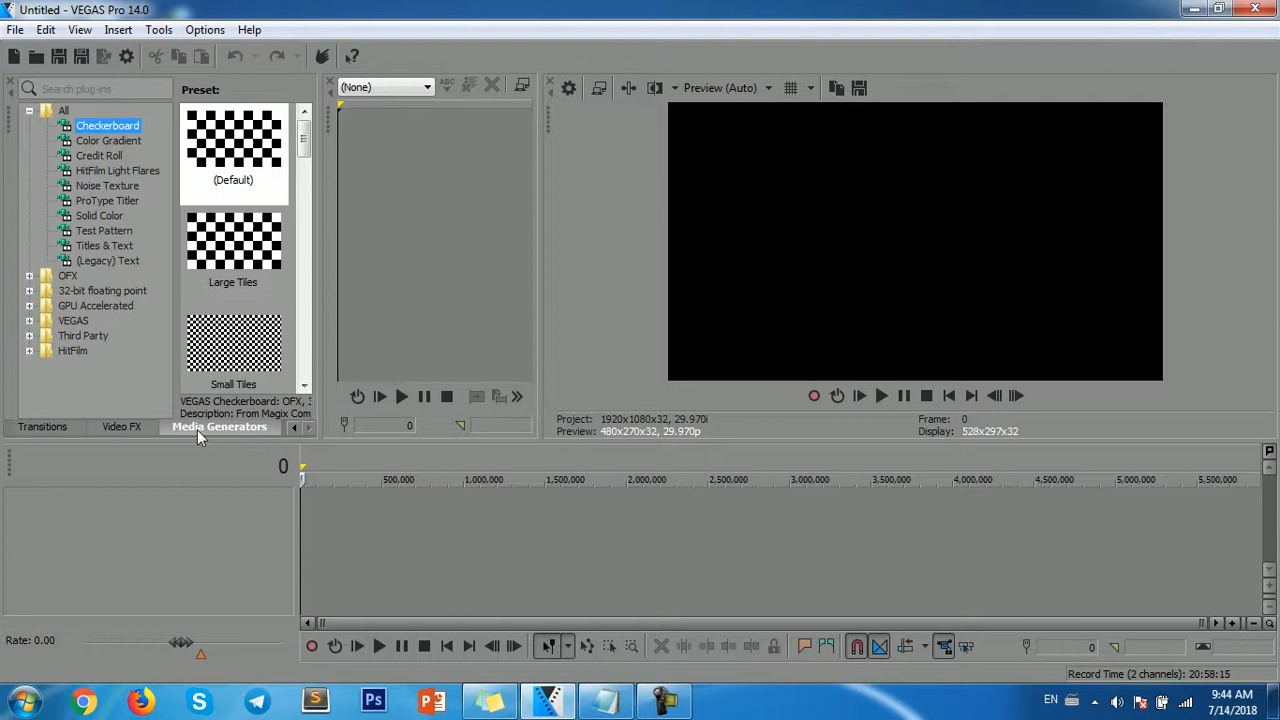 Untitled - VEGAS Pro 14.0
File Edit View Insert Tools Options Help
Search plug-ins
Preset:
(None)
Preview (Auto)
All
Checkerboard
Color Gradient
Credit Roll
HitFilm Light Flares
Noise Texture
ProType Titler
Solid Color
Test Pattern
Titles & Text
(Legacy) Text
OFX
32-bit floating point
GPU Accelerated
VEGAS
Third Party
HitFilm
(Default)
Large Tiles
Small Tiles
VEGAS Checkerboard: OFX, 3
Description: From Magix Com
Transitions Video FX Media Generators
0
Project: 1920x1080x32, 29.970i
Preview: 480x270x32, 29.970p
Frame: 0
Display: 528x297x32
0
500,000 1,000,000 1,500,000 2,000,000 2,500,000 3,000,000 3,500,000 4,000,000 4,500,000 5,000,000 5,500,000
Rate: 0.00
0
Record Time (2 channels): 20:58:15
EN
9:44 AM
7/14/2018